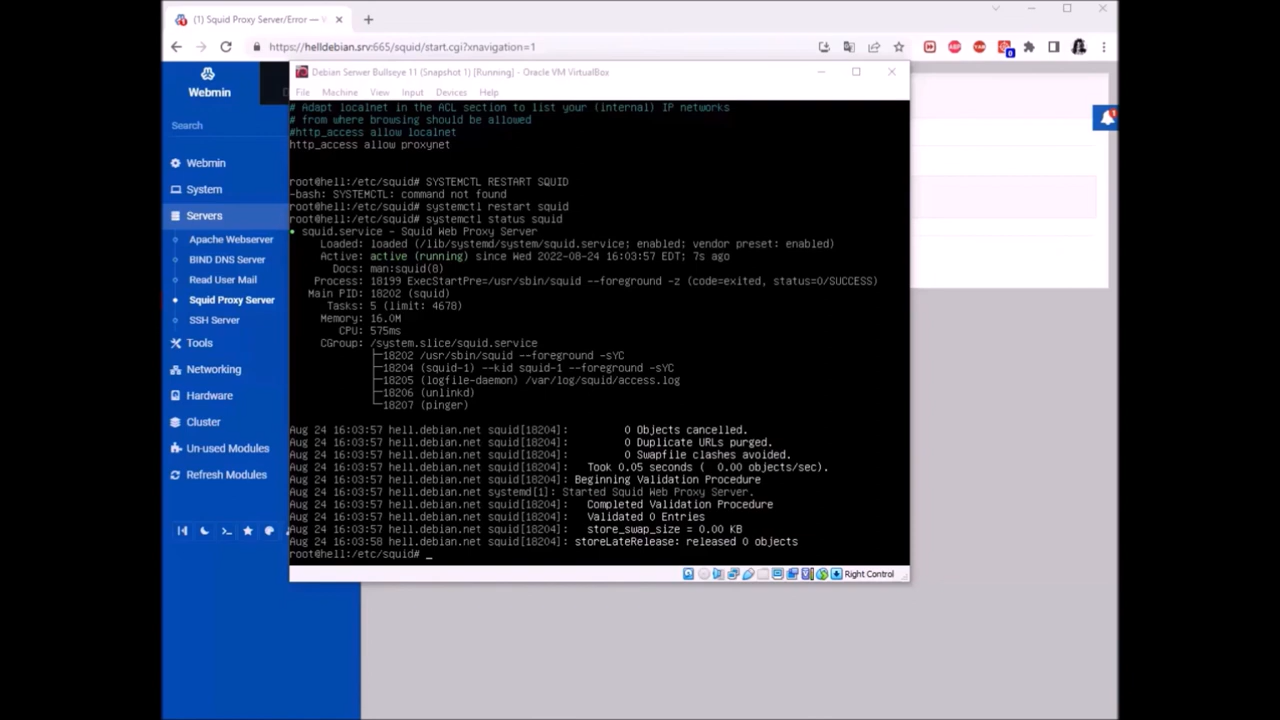 (1) Squid Proxy Server/Error —
https://helldebian.srv:665/squid/start.cgi?xnavigation=1
0
Webmin
Search
Webmin
System
Servers
Apache Webserver
BIND DNS Server
Read User Mail
Squid Proxy Server
SSH Server
Tools
Networking
Hardware
Cluster
Un-used Modules
Refresh Modules
Debian Serwer Bullseye 11 (Snapshot 1) [Running] - Oracle VM VirtualBox
File Machine View Input Devices Help
# Adapt localnet in the ACL section to list your (internal) IP networks
# from where browsing should be allowed
#http_access allow localnet
http_access allow proxynet
root@hell:/etc/squid# SYSTEMCTL RESTART SQUID
-bash: SYSTEMCTL: command not found
root@hell:/etc/squid# systemctl restart squid
root@hell:/etc/squid# systemctl status squid
● squid.service - Squid Web Proxy Server
Loaded: loaded (/lib/systemd/system/squid.service; enabled; vendor preset: enabled)
Active: active (running) since Wed 2022-08-24 16:03:57 EDT; 7s ago
Docs: man:squid(8)
Process: 18199 ExecStartPre=/usr/sbin/squid --foreground -z (code=exited, status=0/SUCCESS)
Main PID: 18202 (squid)
Tasks: 5 (limit: 4678)
Memory: 16.0M
CPU: 575ms
CGroup: /system.slice/squid.service
├─18202 /usr/sbin/squid --foreground -sYC
├─18204 (squid-1) --kid squid-1 --foreground -sYC
├─18205 (logfile-daemon) /var/log/squid/access.log
├─18206 (unlinkd)
└─18207 (pinger)
Aug 24 16:03:57 hell.debian.net squid[18204]: 0 Objects cancelled.
Aug 24 16:03:57 hell.debian.net squid[18204]: 0 Duplicate URLs purged.
Aug 24 16:03:57 hell.debian.net squid[18204]: 0 Swapfile clashes avoided.
Aug 24 16:03:57 hell.debian.net squid[18204]: Took 0.05 seconds ( 0.00 objects/sec).
Aug 24 16:03:57 hell.debian.net squid[18204]: Beginning Validation Procedure
Aug 24 16:03:57 hell.debian.net systemd[1]: Started Squid Web Proxy Server.
Aug 24 16:03:57 hell.debian.net squid[18204]: Completed Validation Procedure
Aug 24 16:03:57 hell.debian.net squid[18204]: Validated 0 Entries
Aug 24 16:03:57 hell.debian.net squid[18204]: store_swap_size = 0.00 KB
Aug 24 16:03:58 hell.debian.net squid[18204]: storeLateRelease: released 0 objects
root@hell:/etc/squid# _
Right Control